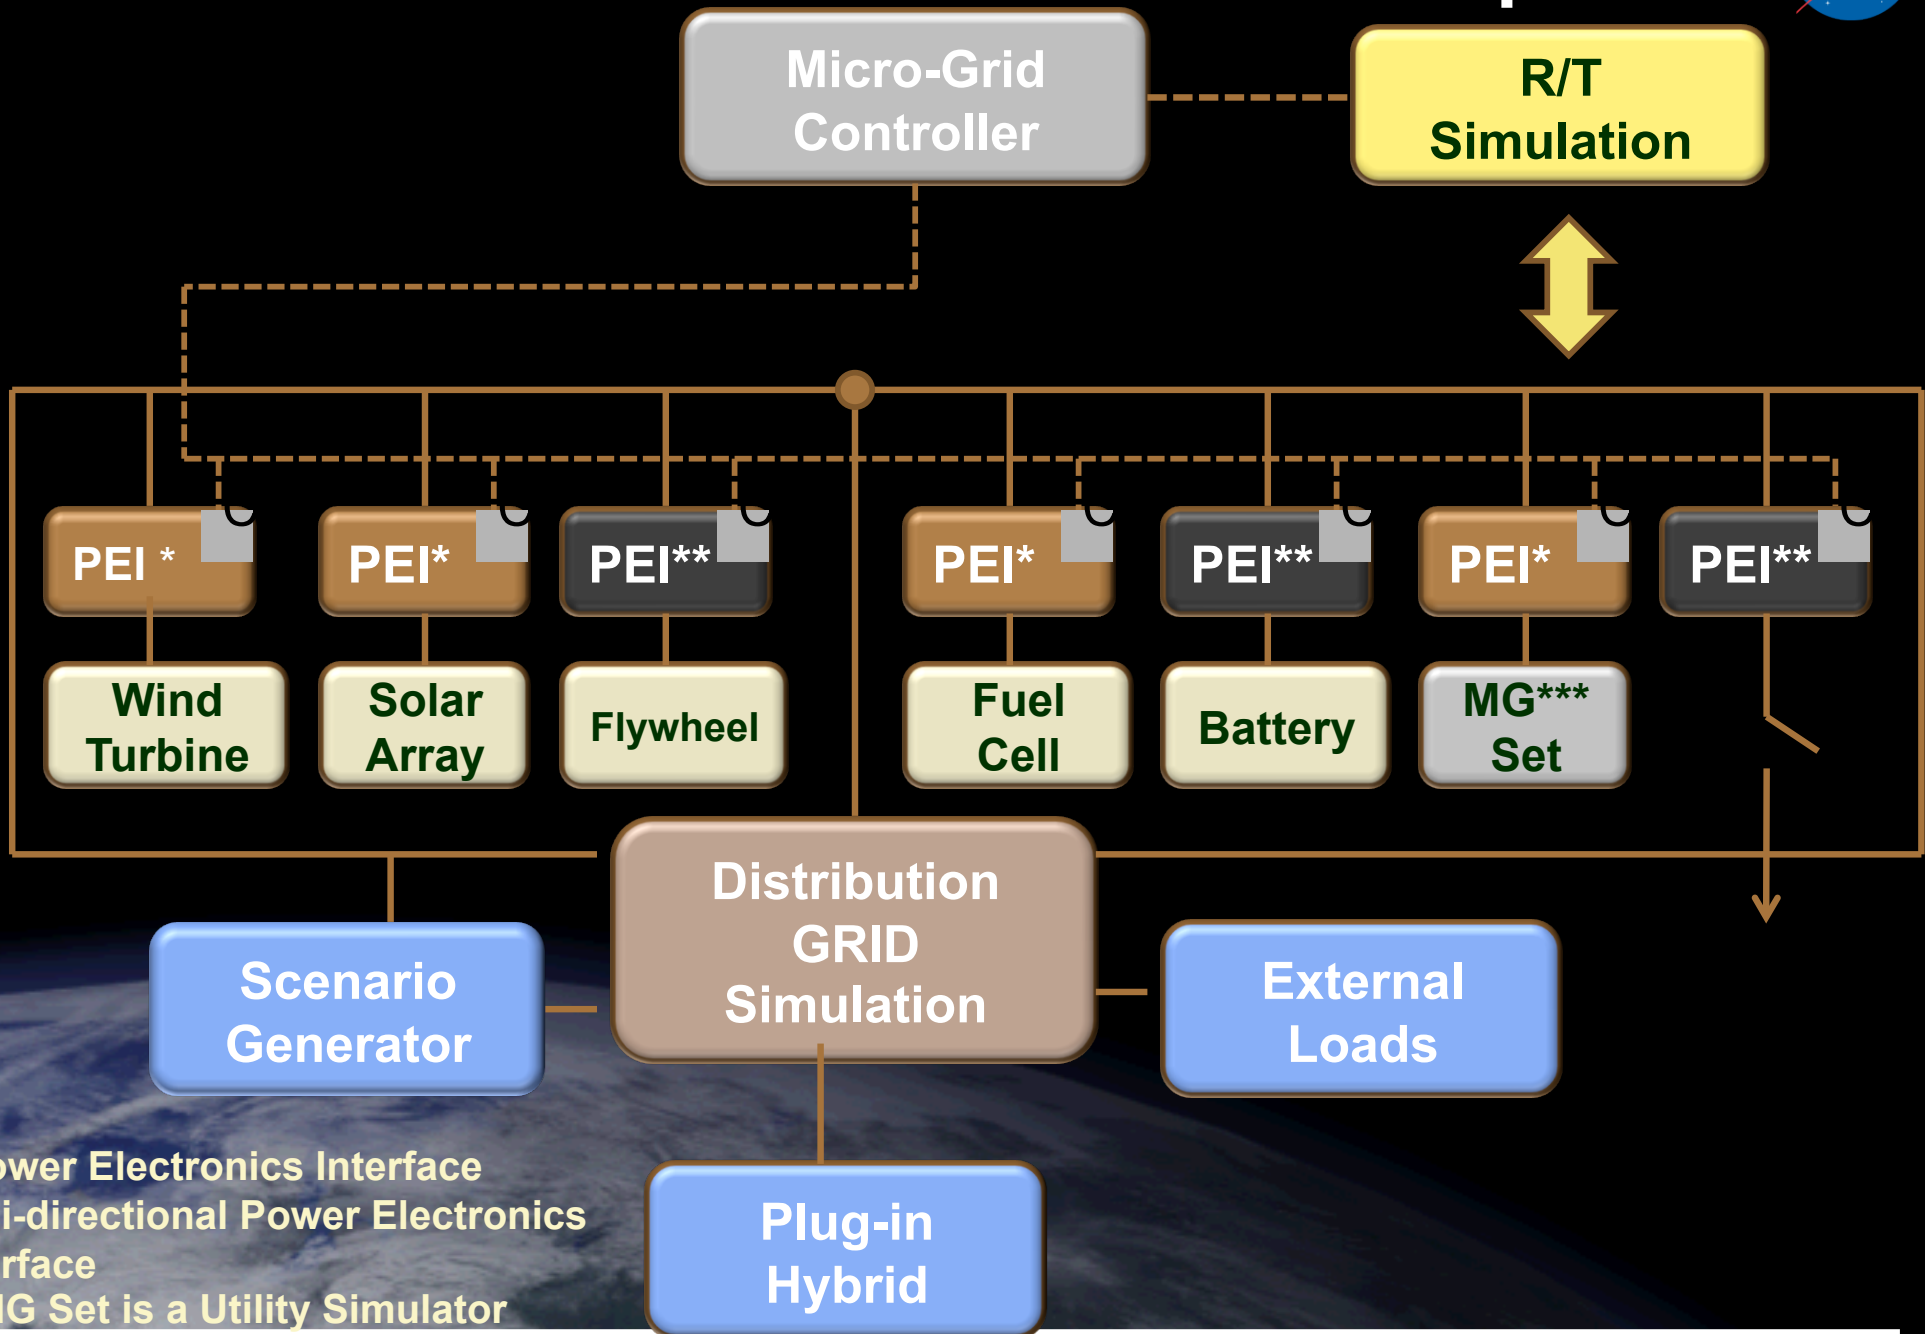 Micro-Grid
Controller
R/T
Simulation
PEI *
PEI*
PEI**
PEI*
PEI**
PEI*
PEI**
Wind
Turbine
Solar
Array
Flywheel
Fuel
Cell
Battery
MG***
Set
Distribution
GRID
Simulation
Scenario
Generator
External
Loads
Plug-in
Hybrid
Electronics Interface
i-directional Power Electronics
Set is a Utility Simulator